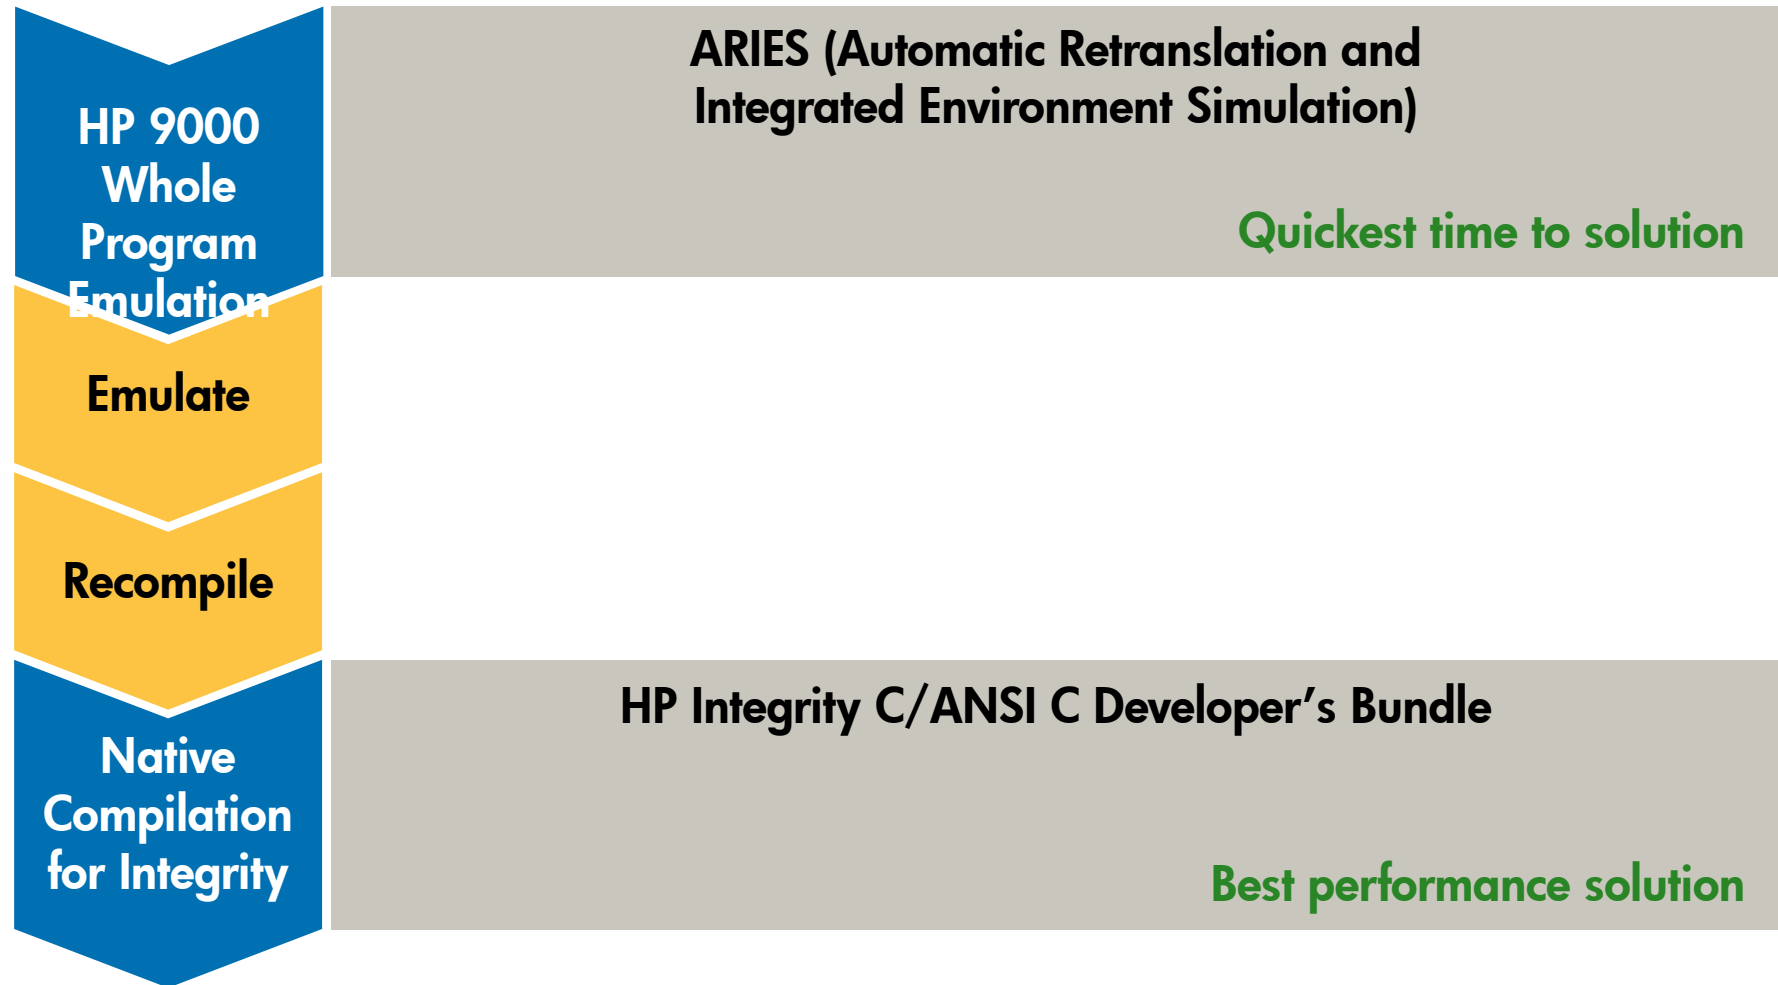 HP 9000
Whole
Program
Emulation
ARIES (Automatic Retranslation and
Integrated Environment Simulation)
Quickest time to solution
Emulate
Recompile
Native
Compilation
for Integrity
HP Integrity C/ANSI C Developer’s Bundle
Best performance solution